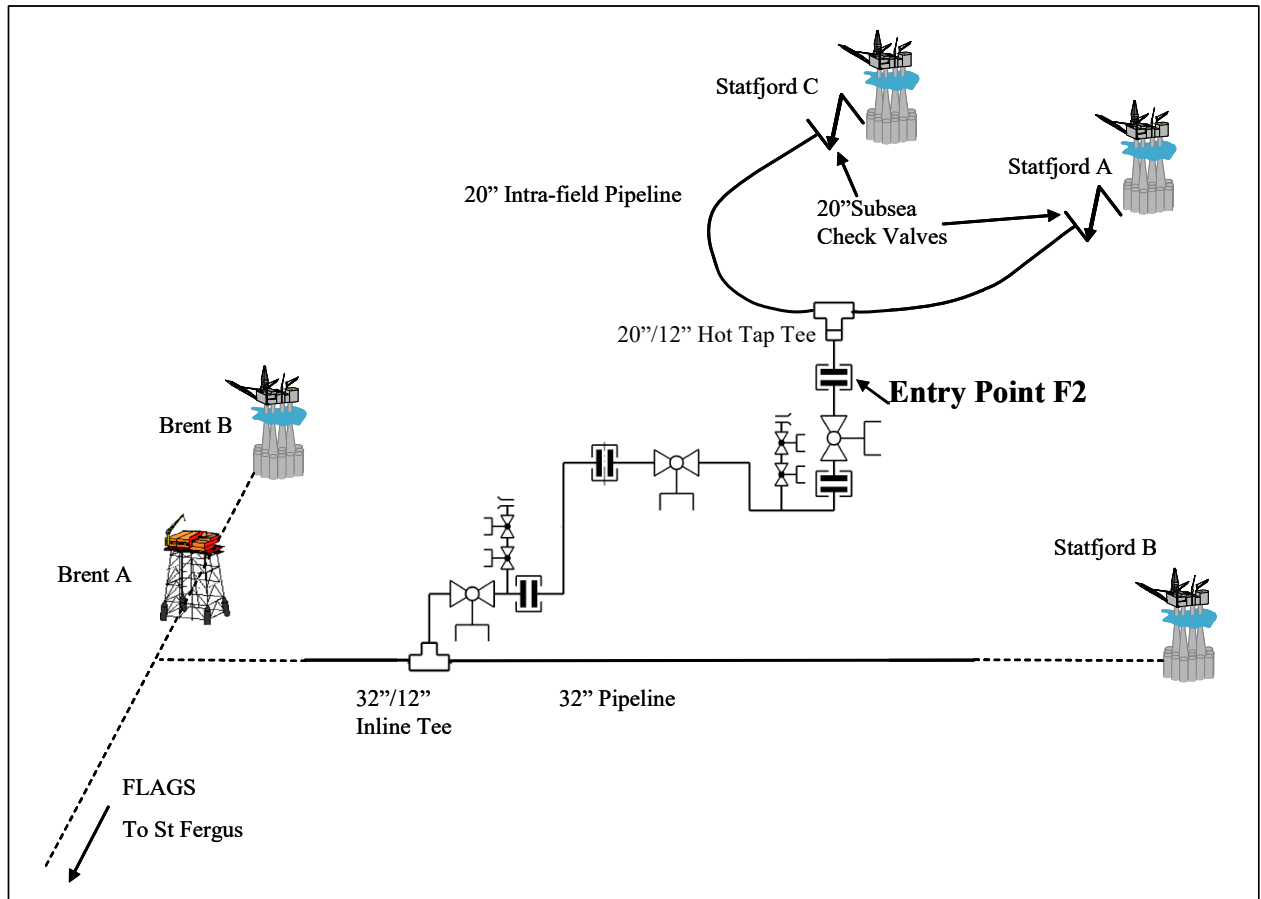 Statfjord C
Statfjord A
20” Intra-field Pipeline
20”Subsea
Check Valves
20”/12” Hot Tap Tee
Entry Point F2
Brent B
Brent A
Statfjord B
32”/12”
Inline Tee
32” Pipeline
FLAGS
To St Fergus